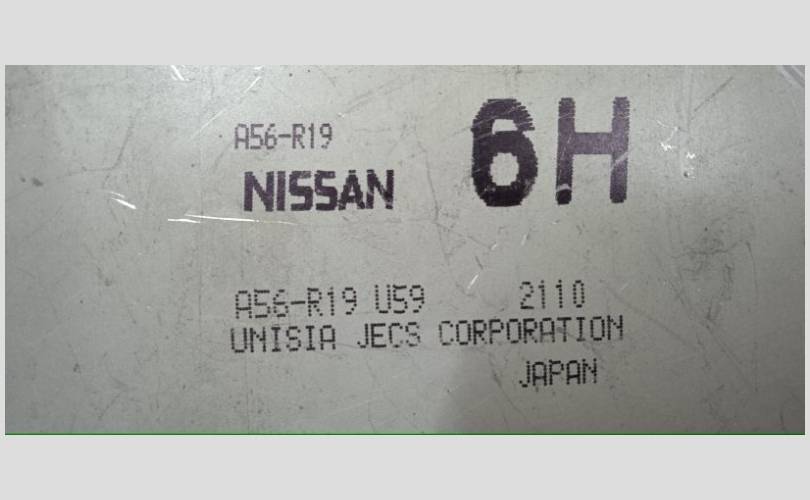 A56-R19
6H
NISSAN
A56-R19 U59 2110
UNISIA JECS CORPORATION
JAPAN